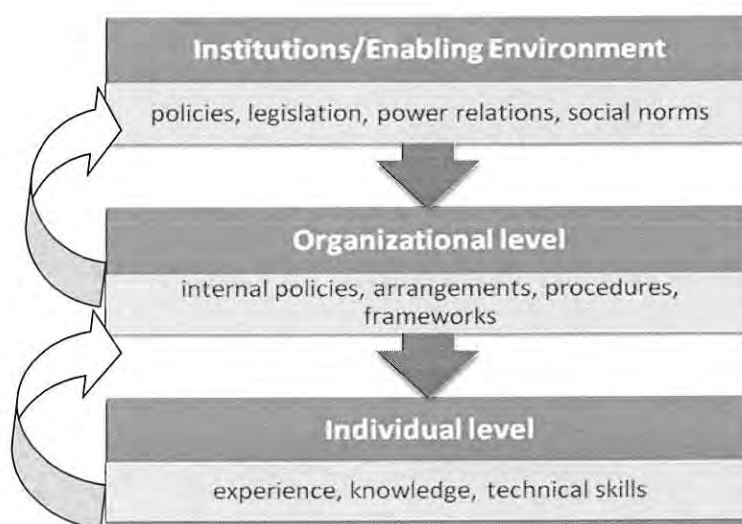 Institutions/Enabling Environment
policies, legislation, power relations, social norms
Organizational level
internal policies, arrangements, procedures,
frameworks
Individual level
experience, knowledge, technical skills